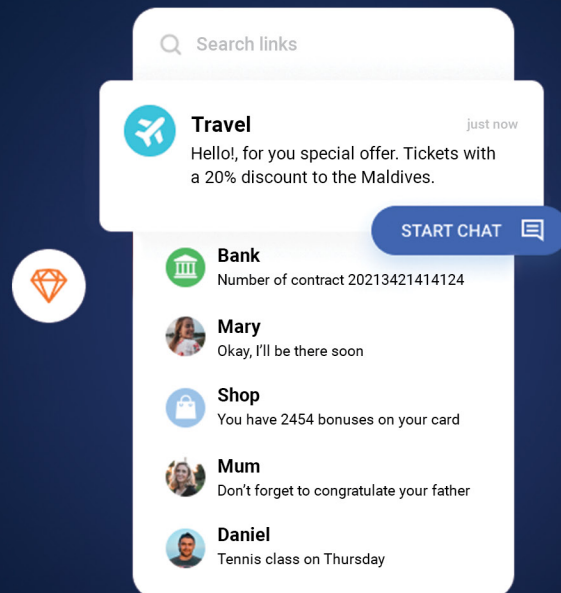 Search links
Travel
just now
Hello!, for you special offer. Tickets with
a 20% discount to the Maldives.
START CHAT
Bank
Number of contract 20213421414124
Mary
Okay, I'll be there soon
Shop
You have 2454 bonuses on your card
Mum
Don't forget to congratulate your father
Daniel
Tennis class on Thursday